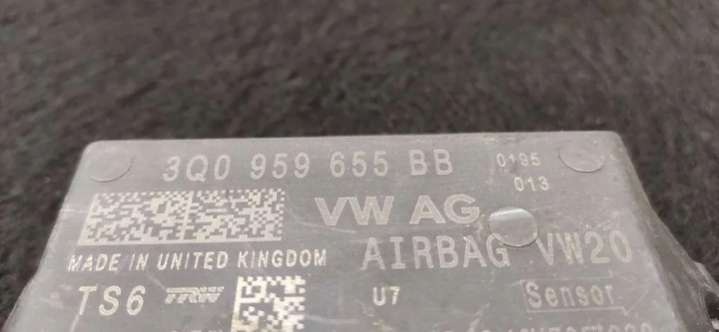 3Q0 959 655 BB 0195
013
VW AG
MADE IN UNITED KINGDOM AIRBAG VW20
TS6 TRW U7 Sensor